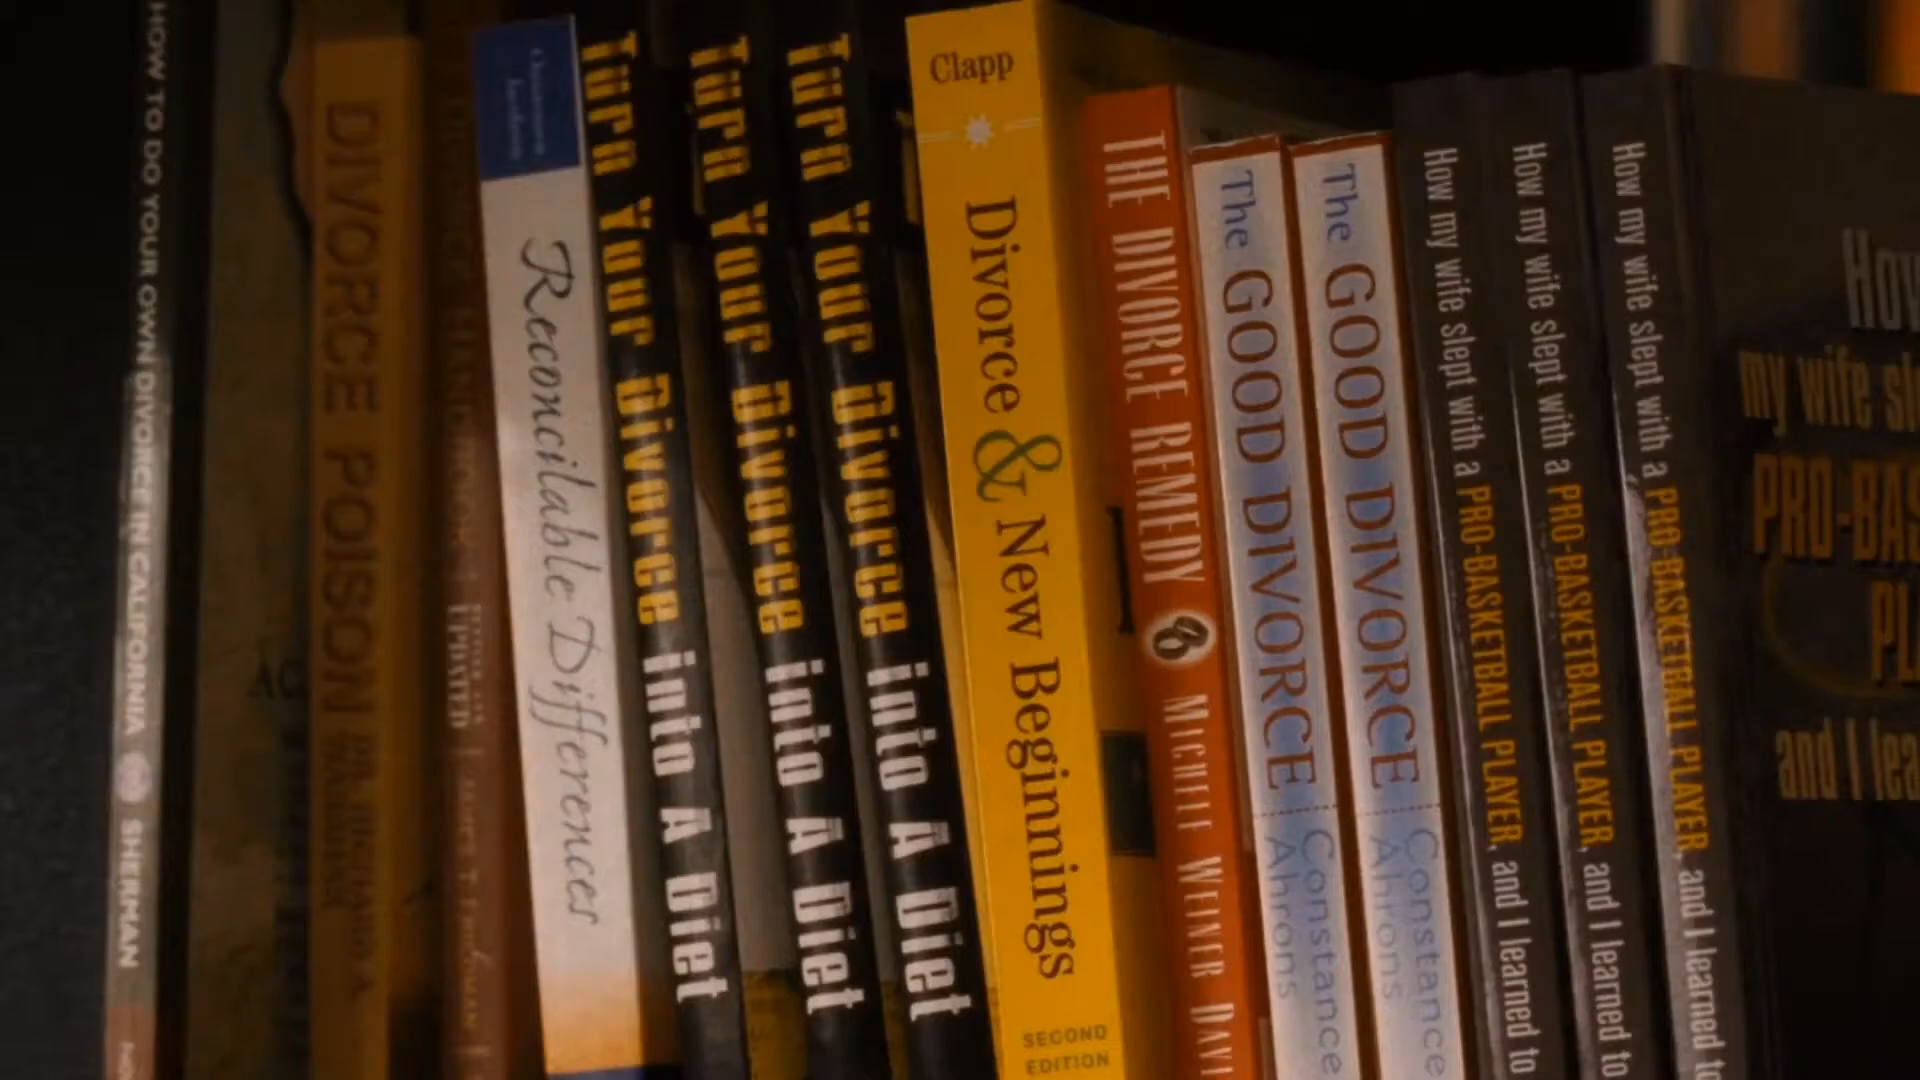 HOW TO DO YOUR OWN DIVORCE IN CALIFORNIA SHERMAN
DIVORCE POISON
UPDATED
Reconcilable Differences
Turn Your Divorce into A Diet
Turn Your Divorce into A Diet
Turn Your Divorce into A Diet
Clapp
Divorce & New Beginnings
SECOND
EDITION
THE DIVORCE REMEDY MICHELE WEINER DAVI
The GOOD DIVORCE
Constance
Ahrons
The GOOD DIVORCE
Constance
Ahrons
How my wife slept with a PRO-BASKETBALL PLAYER, and I learned to
How my wife slept with a PRO-BASKETBALL PLAYER, and I learned to
How my wife slept with a PRO-BASKETBALL PLAYER, and I learned to
How
my wife sl
PRO-BAS
PL
and I lea